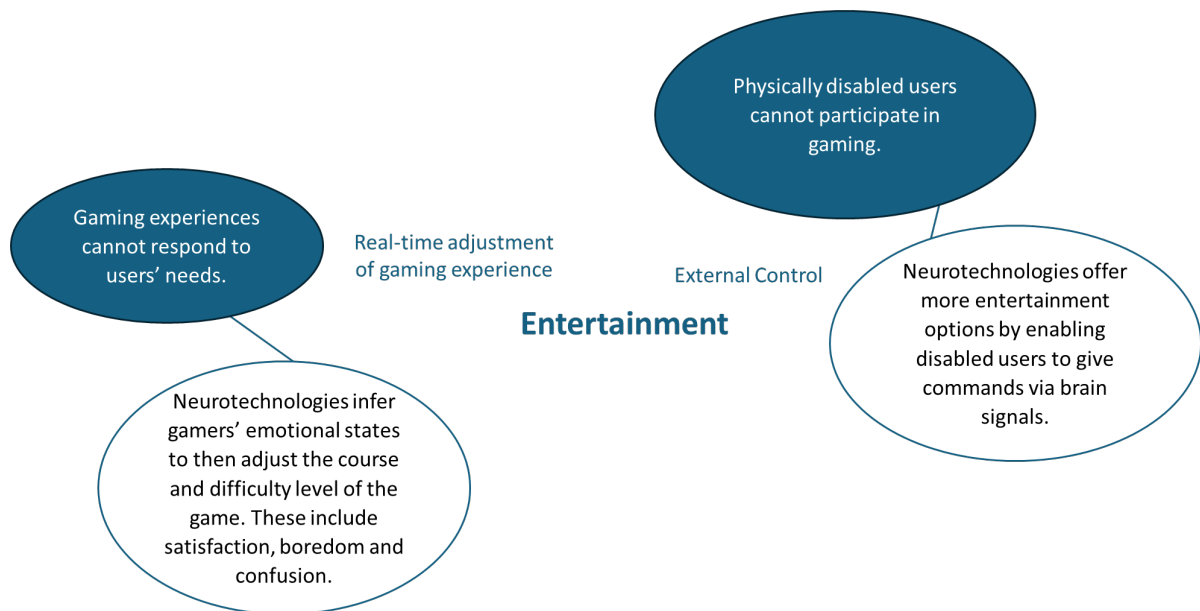 Physically disabled users
cannot participate in
gaming.
Gaming experiences
cannot respond to
users’ needs.
Real-time adjustment
of gaming experience
External Control
Entertainment
Neurotechnologies offer
more entertainment
options by enabling
disabled users to give
commands via brain
signals.
Neurotechnologies infer
gamers’ emotional states
to then adjust the course
and difficulty level of the
game. These include
satisfaction, boredom and
confusion.